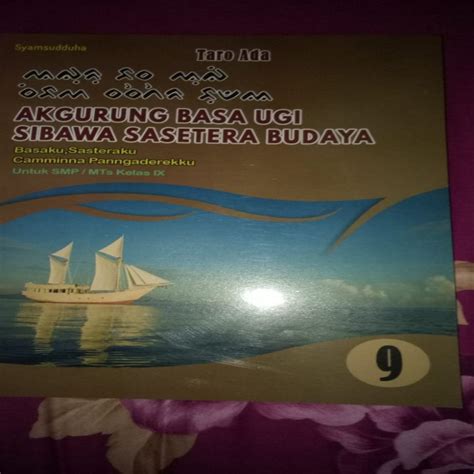 Syamsudduha
Taro Ada
AKGURUNG BASA UGI
SIBAWA SASETERA BUDAYA
Basaku,Sasteraku
Camminna Panngaderekku
Untuk SMP / MTs Kelas IX
9